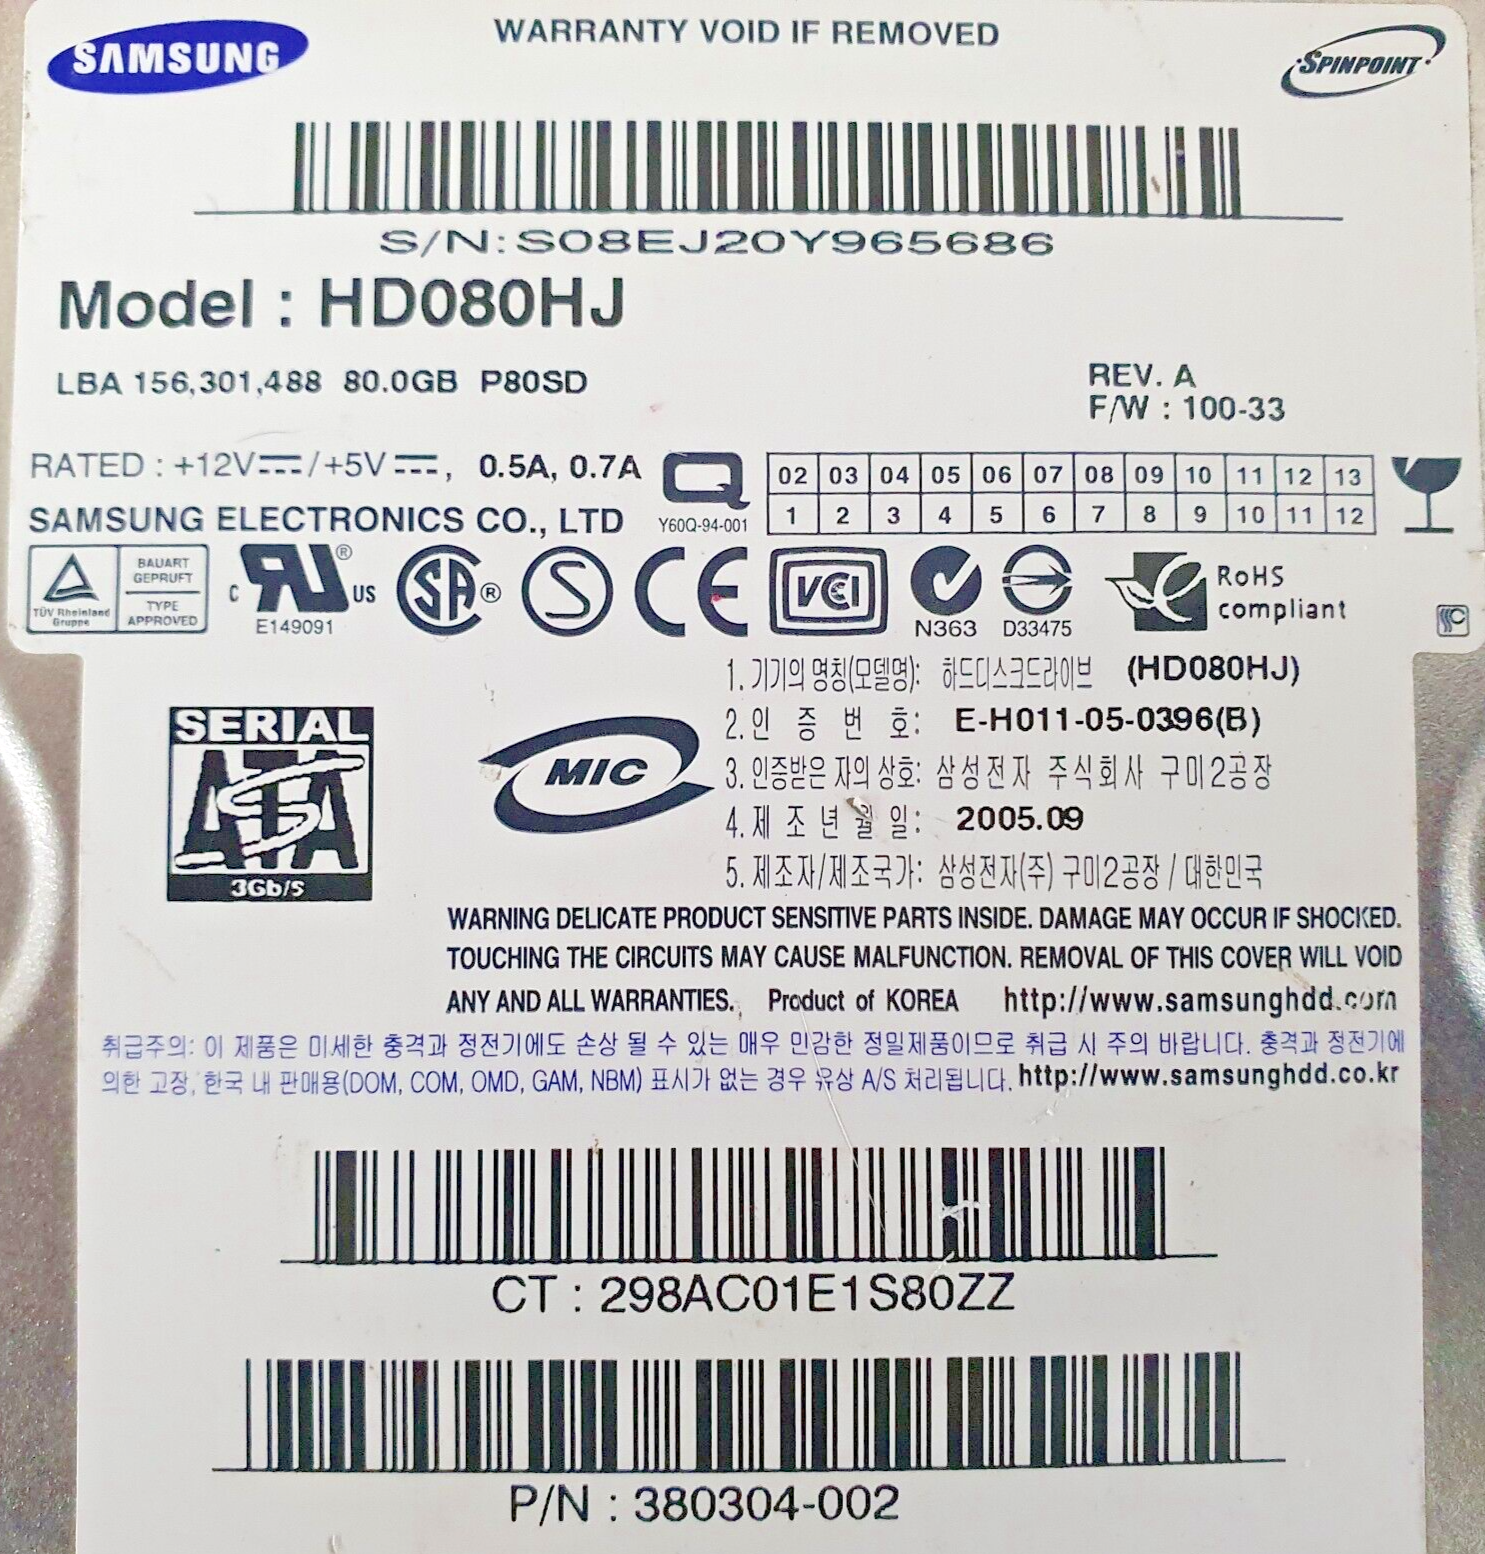 SAMSUNG
WARRANTY VOID IF REMOVED
SPINPOINT
S/N:S08EJ20Y965686
Model : HD080HJ
LBA 156,301,488 80.0GB P80SD
REV. A
F/W : 100-33
RATED : +12V⎓/+5V⎓, 0.5A, 0.7A
SAMSUNG ELECTRONICS CO., LTD
Q
Y60Q-94-001
02 03 04 05 06 07 08 09 10 11 12 13
1 2 3 4 5 6 7 8 9 10 11 12
TÜV Rheinland
Gruppe
BAUART
GEPRUFT
TYPE
APPROVED
C RU® US
E149091
SA®
S
CE
VCI
N363
D33475
RoHS
compliant
1. 기기의 명칭(모델명): 하드디스크드라이브 (HD080HJ)
2. 인 증 번 호: E-H011-05-0396(B)
3. 인증받은 자의 상호: 삼성전자 주식회사 구미2공장
4. 제 조 년 월 일: 2005.09
5. 제조자/제조국가: 삼성전자(주) 구미2공장 / 대한민국
SERIAL
ATA
3Gb/s
MIC
WARNING DELICATE PRODUCT SENSITIVE PARTS INSIDE. DAMAGE MAY OCCUR IF SHOCKED.
TOUCHING THE CIRCUITS MAY CAUSE MALFUNCTION. REMOVAL OF THIS COVER WILL VOID
ANY AND ALL WARRANTIES. Product of KOREA http://www.samsunghdd.com
취급주의: 이 제품은 미세한 충격과 정전기에도 손상 될 수 있는 매우 민감한 정밀제품이므로 취급 시 주의 바랍니다. 충격과 정전기에
의한 고장, 한국 내 판매용(DOM, COM, OMD, GAM, NBM) 표시가 없는 경우 유상 A/S 처리됩니다. http://www.samsunghdd.co.kr
CT : 298AC01E1S80ZZ
P/N : 380304-002